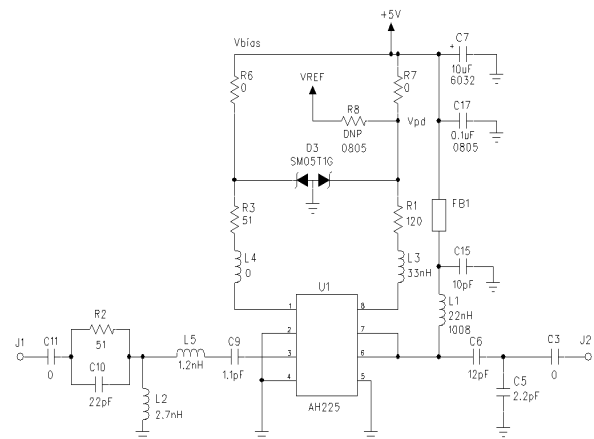 +5V
Vbias
C7
+
10uF
6032
R6
0
R7
0
VREF
R8
DNP
0805
Vpd
C17
0.1uF
0805
D3
SM05T1G
FB1
R3
51
R1
120
L4
0
L3
33nH
C15
10pF
U1
L1
22nH
1008
1
8
2
7
3
6
4
5
AH225
R2
51
J1
C11
0
C10
22pF
L5
1.2nH
C9
1.1pF
L2
2.7nH
C6
12pF
C3
0
J2
C5
2.2pF